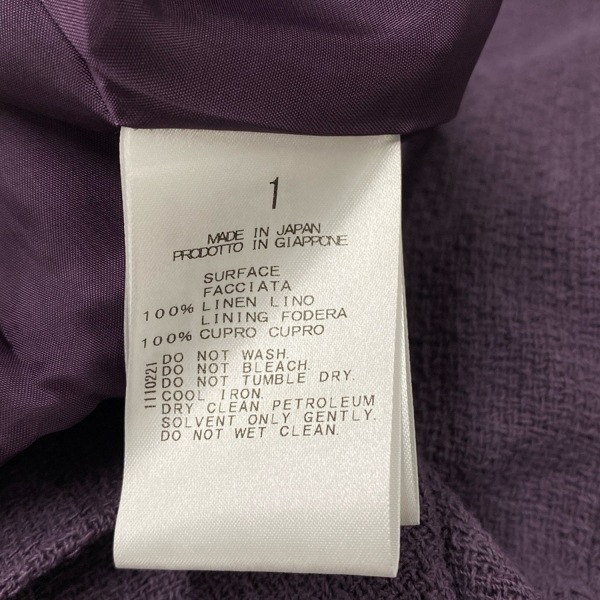 1
MADE IN JAPAN
PRODOTTO IN GIAPPONE
SURFACE
FACCIATA
100% LINEN LINO
LINING FODERA
100% CUPRO CUPRO
DO NOT WASH.
DO NOT BLEACH.
DO NOT TUMBLE DRY.
COOL IRON.
DRY CLEAN PETROLEUM
SOLVENT ONLY GENTLY.
DO NOT WET CLEAN.
1110221